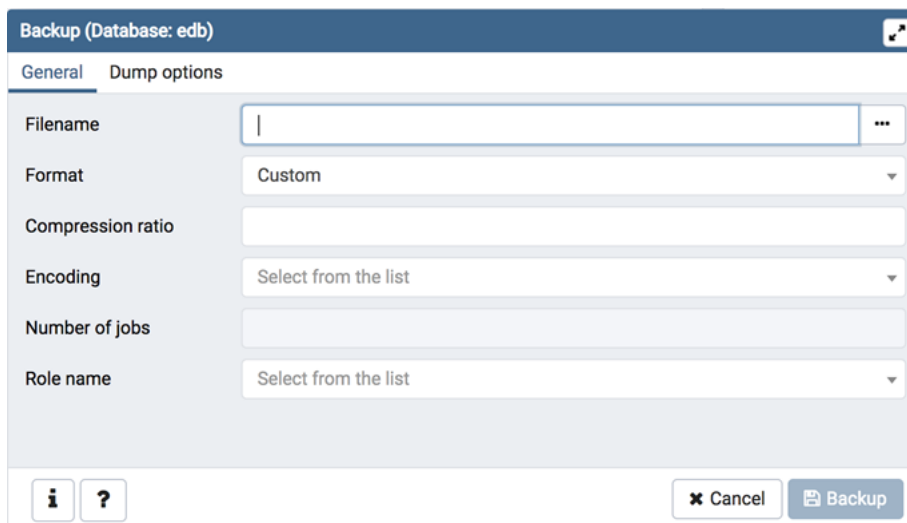 Backup (Database: edb)
General Dump options
Filename
Format Custom
Compression ratio
Encoding Select from the list
Number of jobs
Role name Select from the list
i ? Cancel Backup